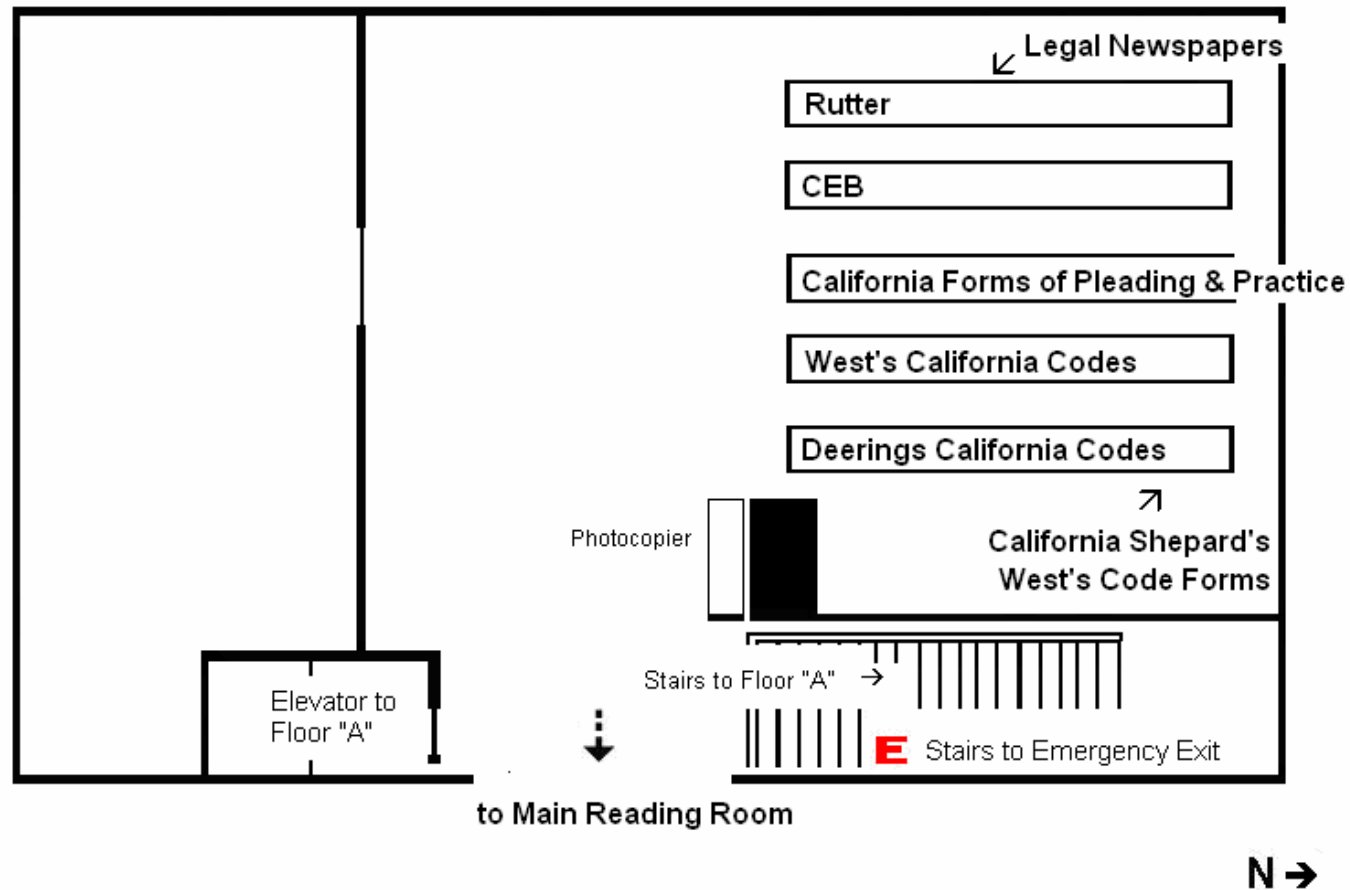 Legal Newspapers
Rutter
CEB
California Forms of Pleading & Practice
West's California Codes
Deerings California Codes
Photocopier
California Shepard's
West's Code Forms
Stairs to Floor "A"
Elevator to
Floor "A"
E Stairs to Emergency Exit
to Main Reading Room
N